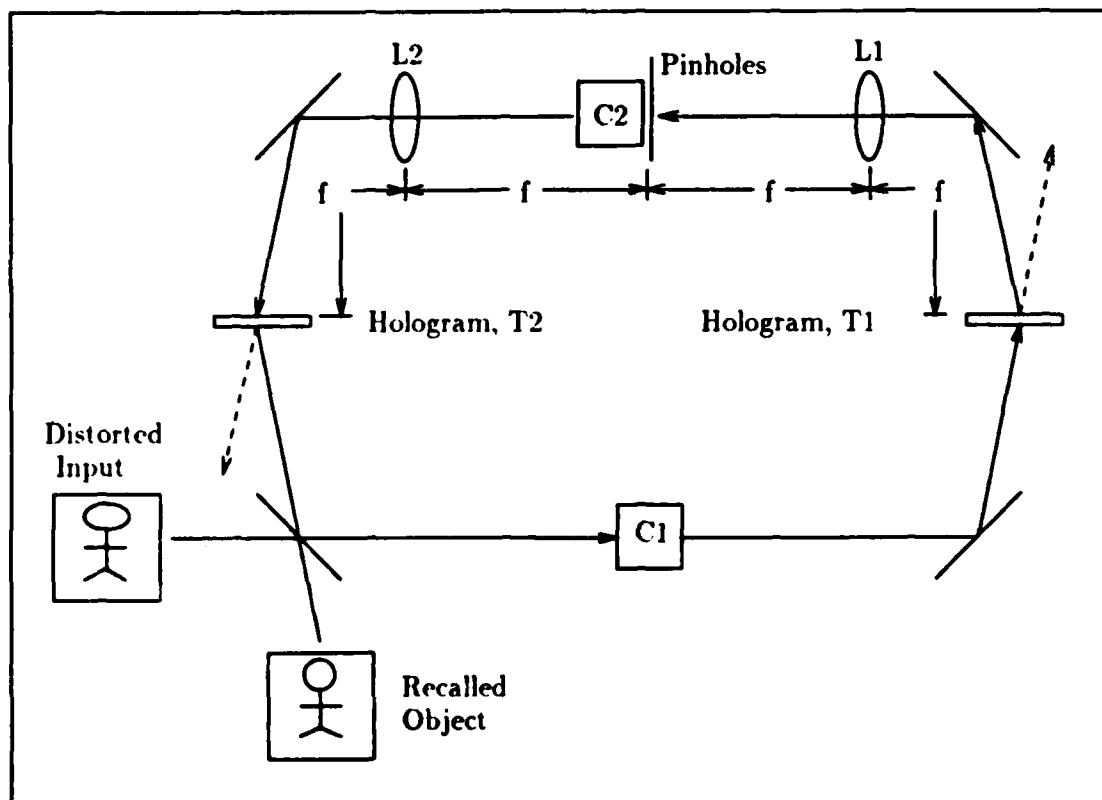 L2
Pinholes
L1
C2
f
f
f
f
Hologram, T2
Hologram, T1
Distorted
Input
C1
Recalled
Object